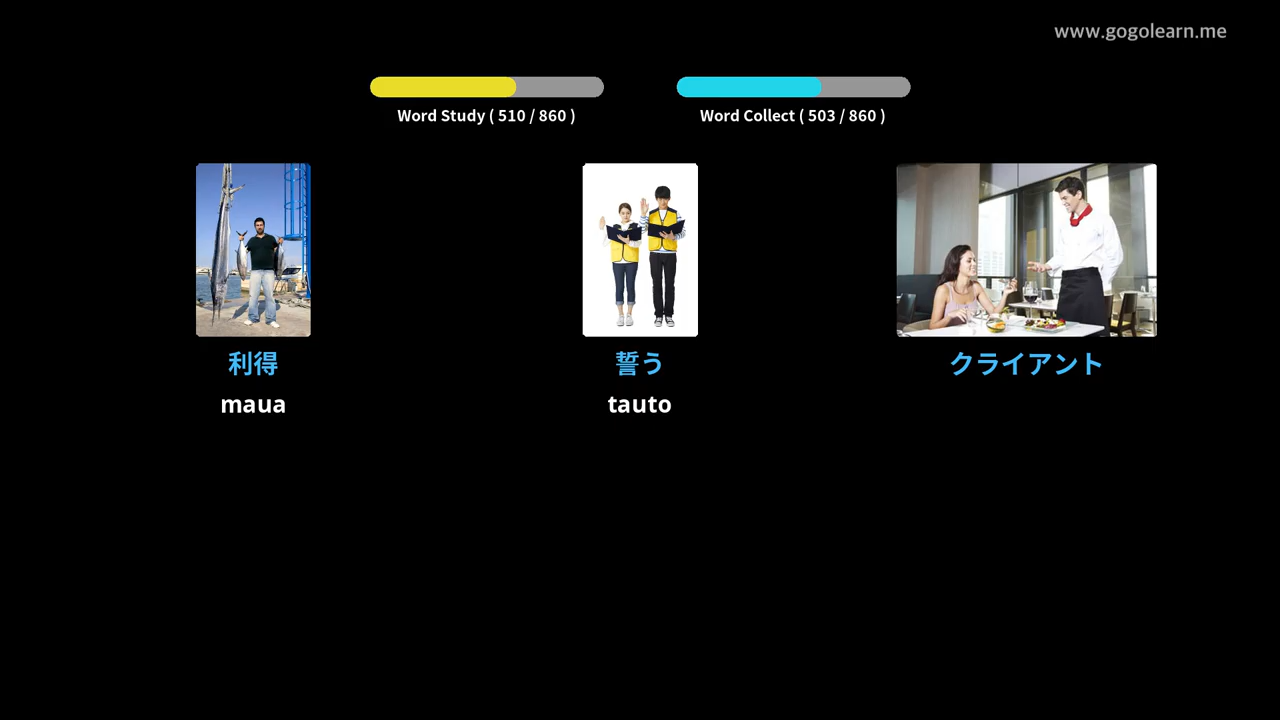 www.gogolearn.me
Word Study ( 510 / 860 )
Word Collect ( 503 / 860 )
利得
誓う
クライアント
maua
tauto